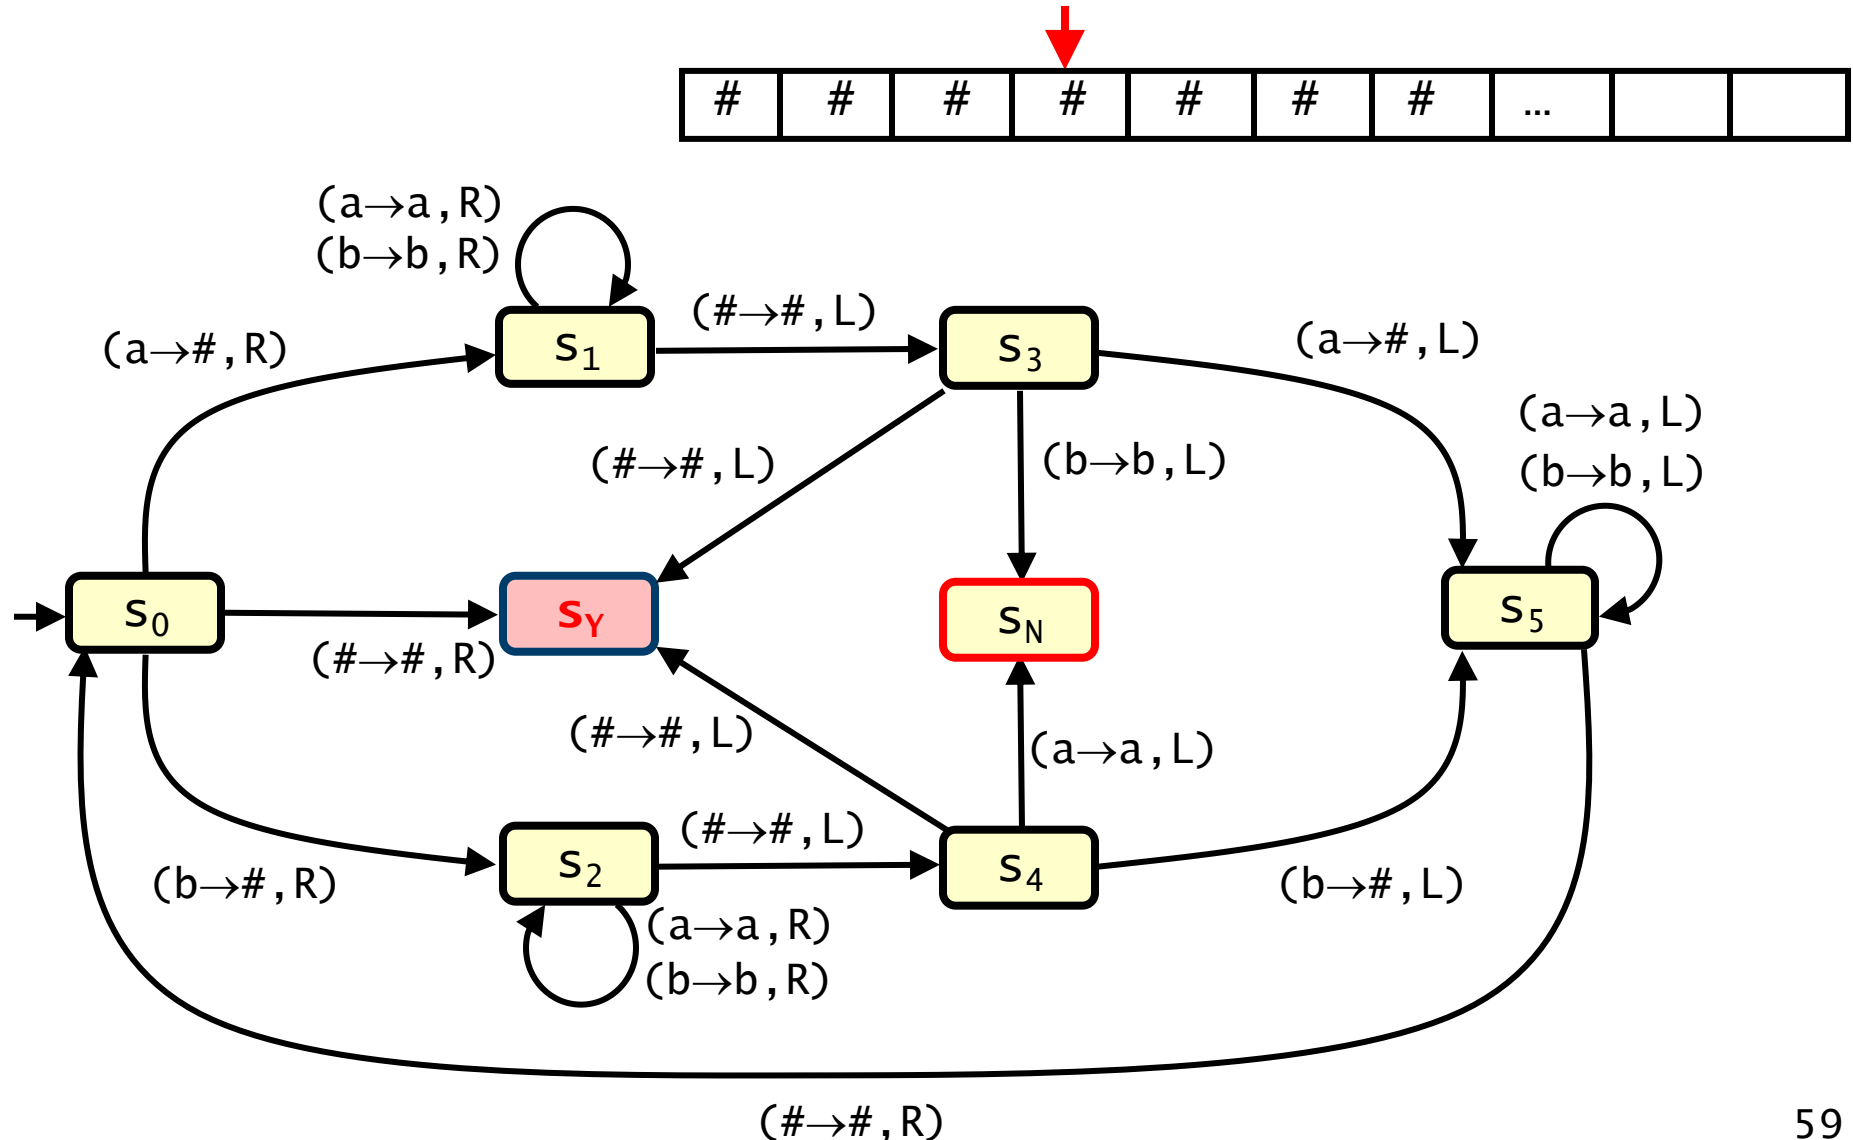 # # # # # # # ...
(a→a,R)
(b→b,R)
(#→#,L)
(a→#,R)
s1
s3
(a→#,L)
(a→a,L)
(b→b,L)
(#→#,L)
(b→b,L)
s0
sY
sN
s5
(#→#,R)
(#→#,L)
(a→a,L)
(#→#,L)
(b→#,R)
s2
s4
(b→#,L)
(a→a,R)
(b→b,R)
(#→#,R)
59